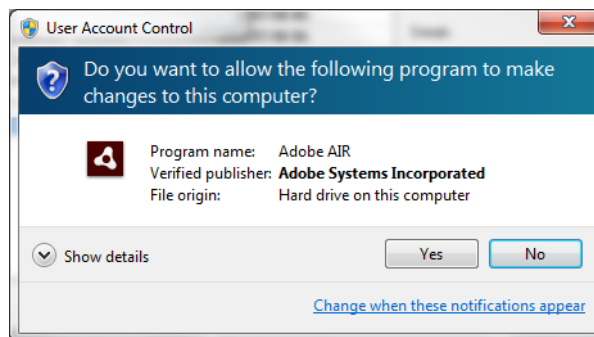 User Account Control
Do you want to allow the following program to make
changes to this computer?
Program name: Adobe AIR
Verified publisher: Adobe Systems Incorporated
File origin: Hard drive on this computer
Show details
Yes
No
Change when these notifications appear